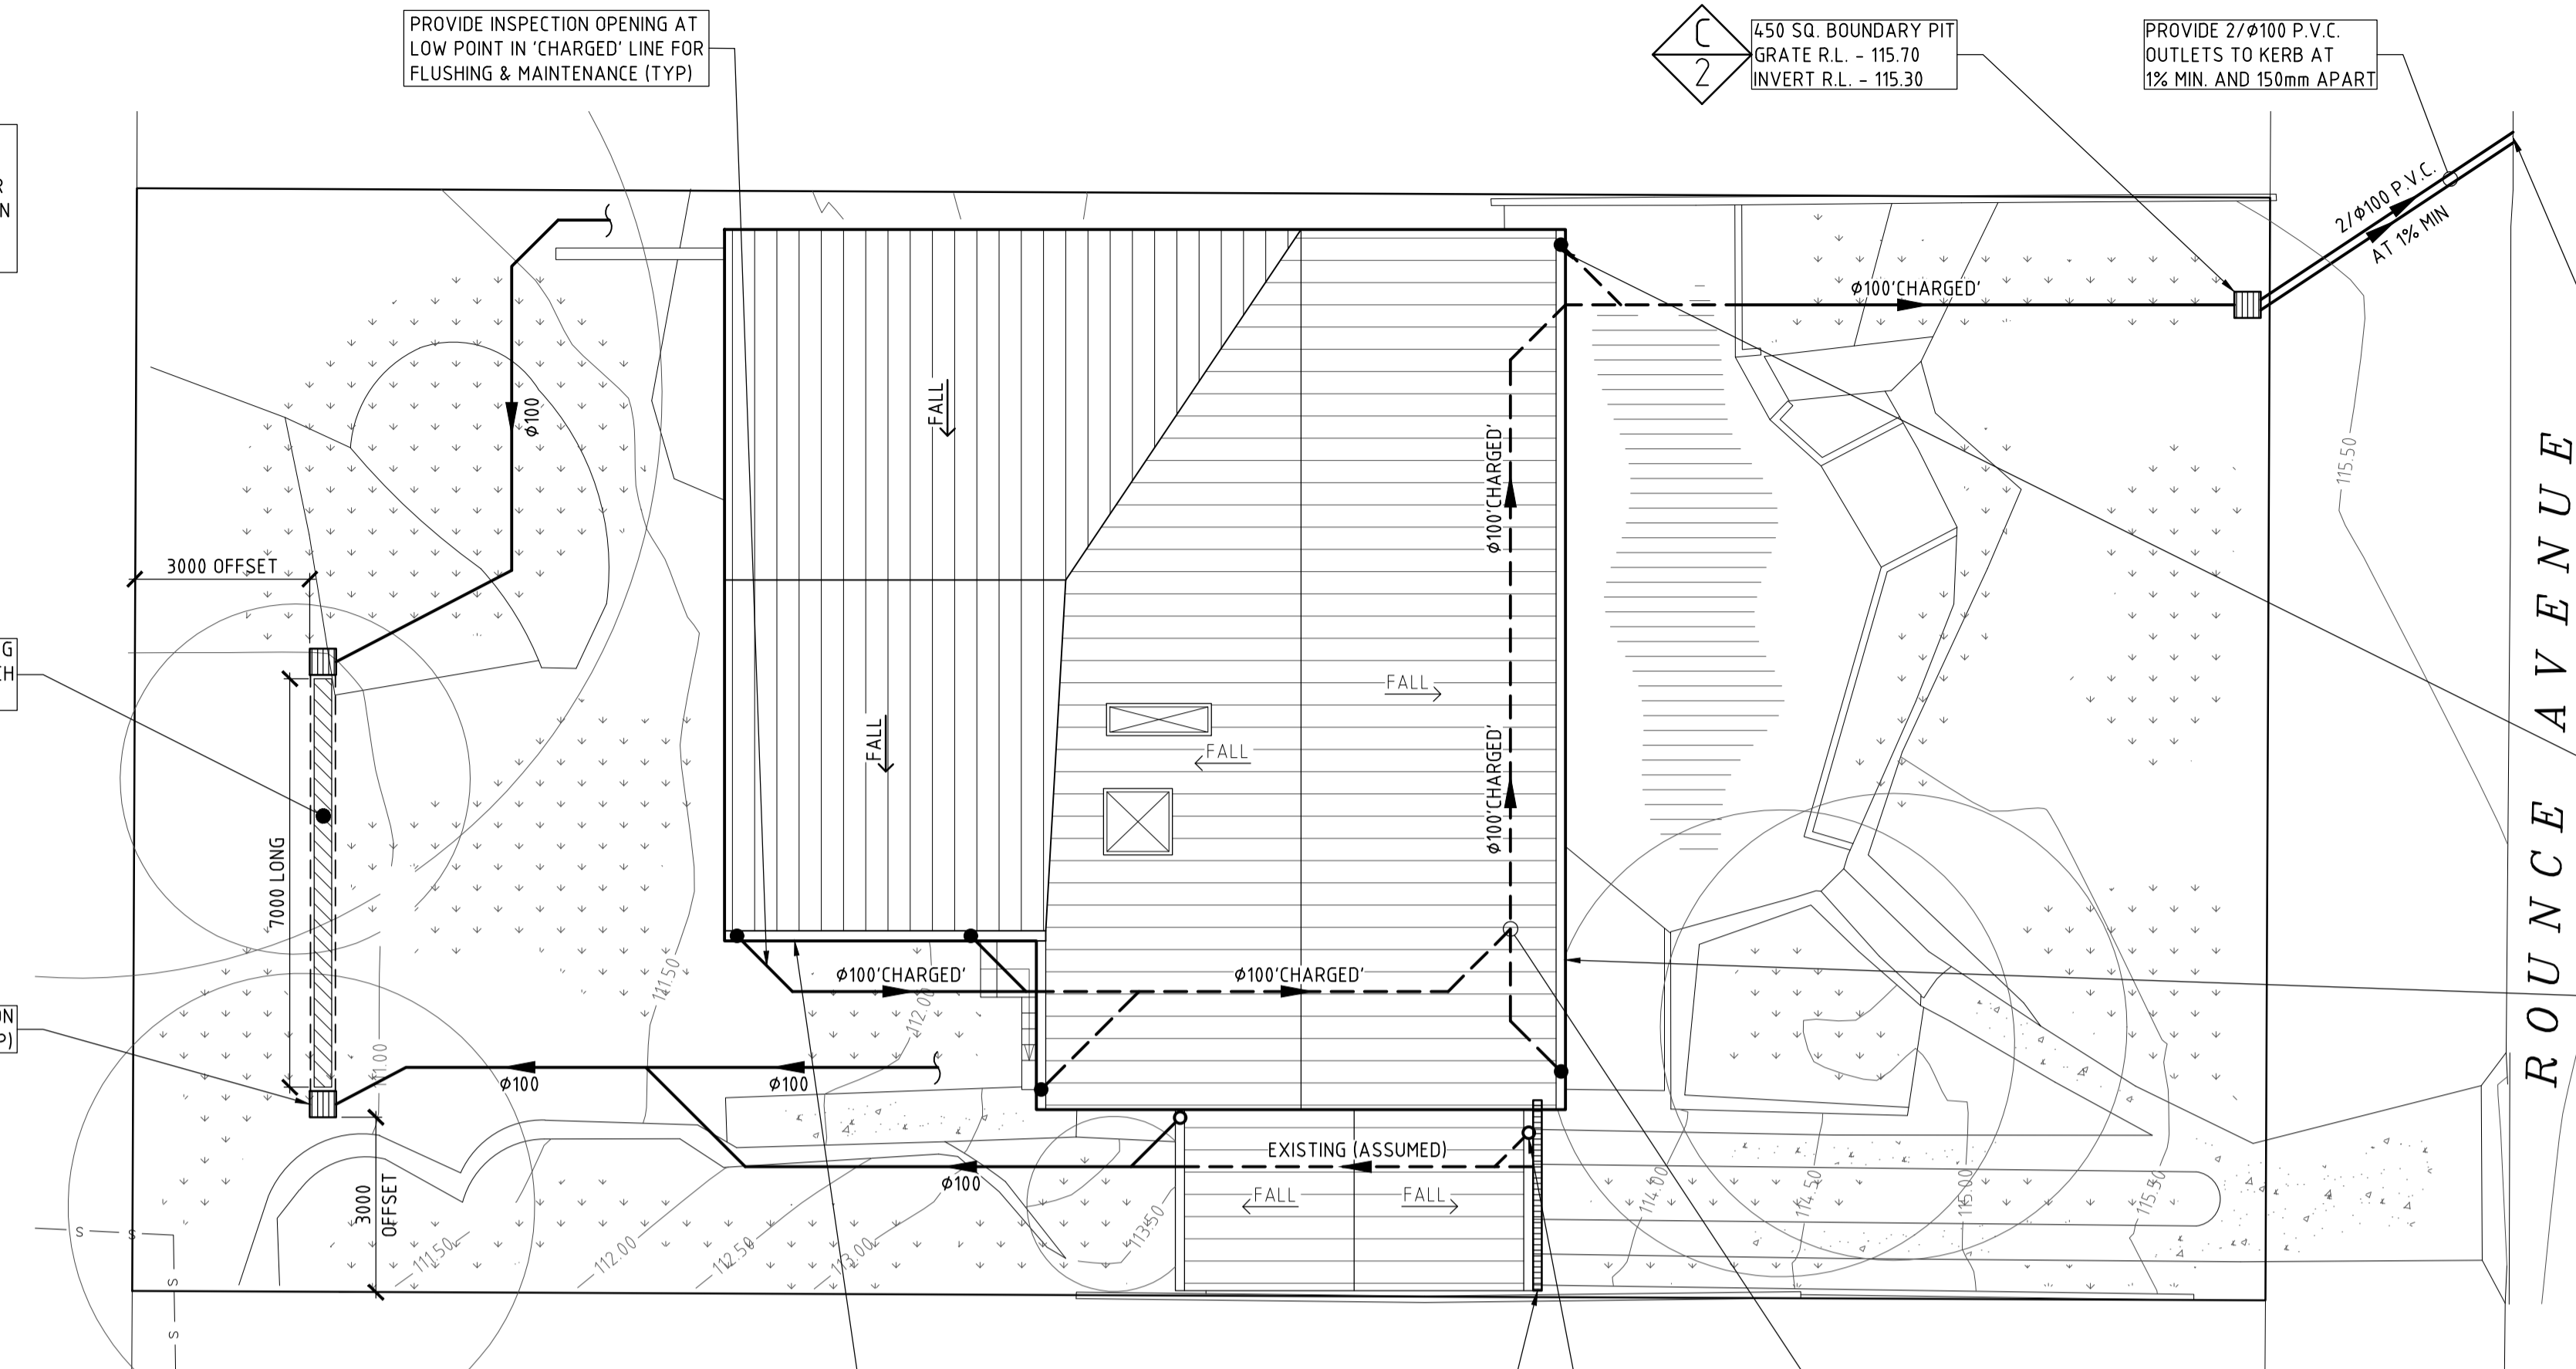 PROVIDE INSPECTION OPENING AT
LOW POINT IN 'CHARGED' LINE FOR
FLUSHING & MAINTENANCE (TYP)
C
2
450 SQ. BOUNDARY PIT
GRATE R.L. - 115.70
INVERT R.L. - 115.30
PROVIDE 2/Ø100 P.V.C.
OUTLETS TO KERB AT
1% MIN. AND 150mm APART
R
N
2/Ø100 P.V.C.
AT 1% MIN
Ø100'CHARGED'
FALL
Ø100
Ø100'CHARGED'
115.50
ROUNCE AVENUE
3000 OFFSET
G
CH
FALL
FALL
FALL
Ø100'CHARGED'
7000 LONG
Ø100'CHARGED'
Ø100'CHARGED'
111.50
112.00
ON
P)
111.00
Ø100
Ø100
EXISTING (ASSUMED)
Ø100
FALL
FALL
3000
OFFSET
111.50
112.00
112.50
113.00
113.50
114.00
114.50
115.00
115.50
S
S
S
S